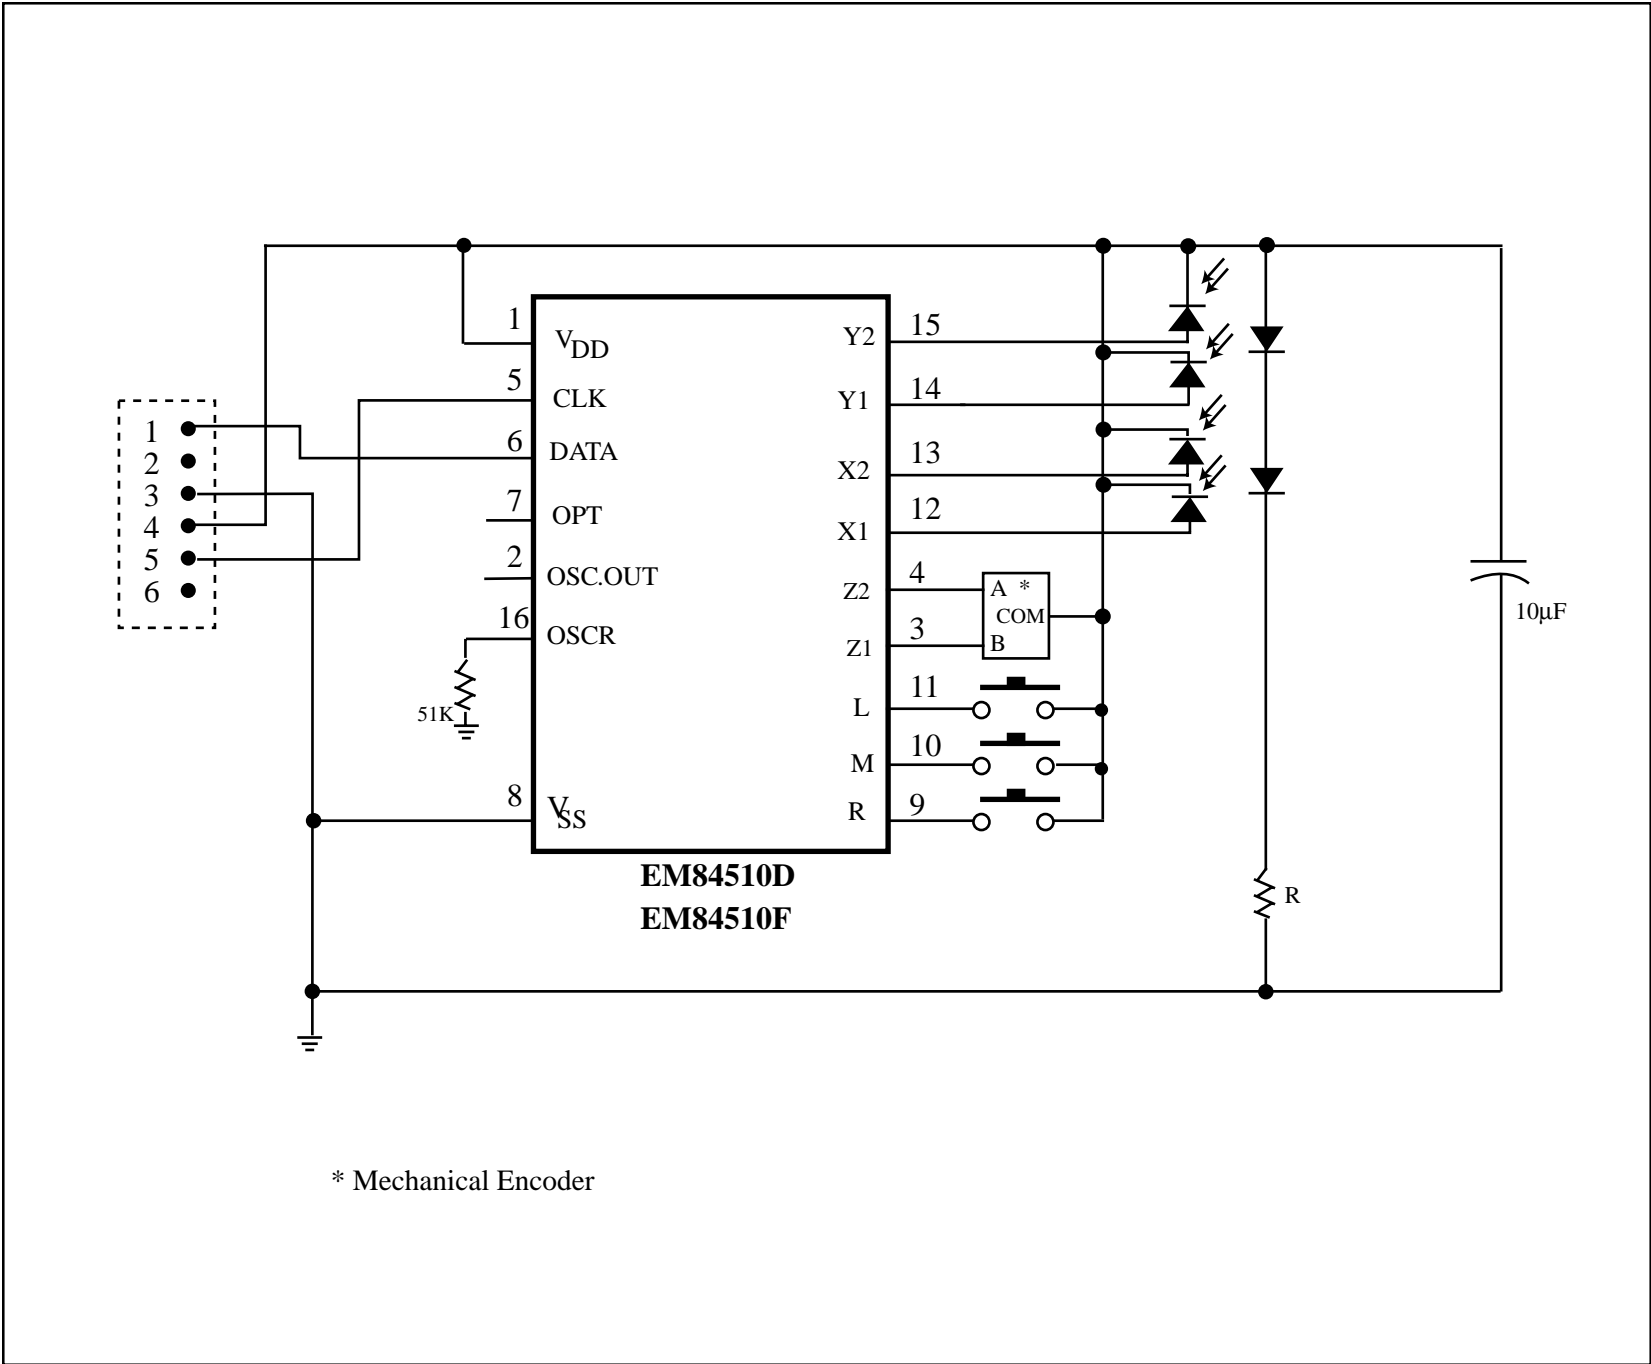 1
V DD
5
CLK
6
DATA
7
OPT
2
OSC.OUT
16
OSCR
51K
8
V SS
1
2
3
4
5
6
Y2
15
Y1
14
X2
13
X1
12
Z2
4
Z1
3
A *
COM
B
L
11
M
10
R
9
R
10µF
EM84510D
EM84510F
* Mechanical Encoder